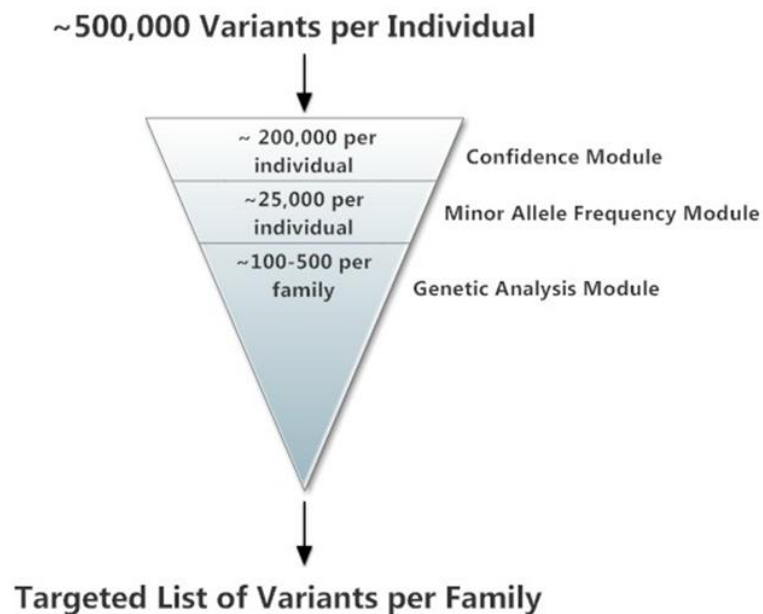 ~500,000 Variants per Individual
~ 200,000 per
individual
Confidence Module
~25,000 per
individual
Minor Allele Frequency Module
~100-500 per
family
Genetic Analysis Module
Targeted List of Variants per Family